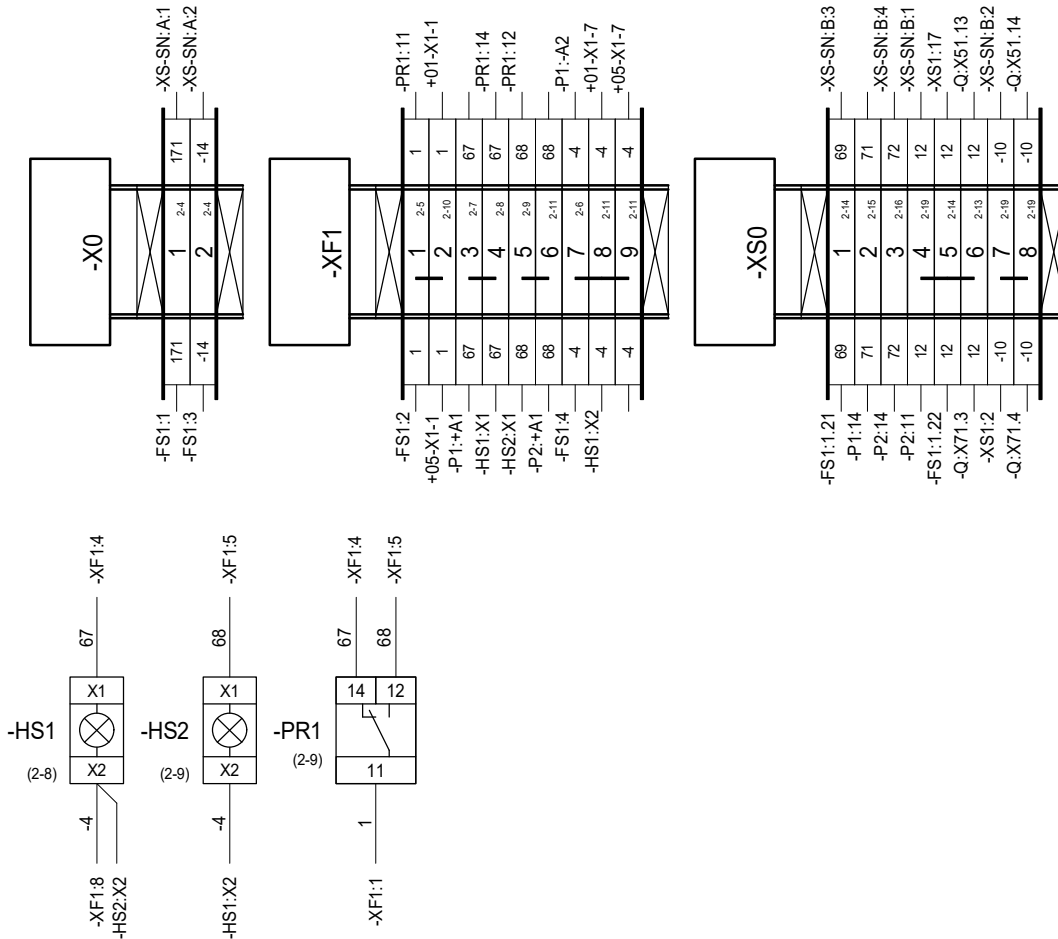 -X0
-XS-SN:A:1
-XS-SN:A:2
171
-14
2-4
2-4
1
2
171
-14
-FS1:1
-FS1:3
-XF1
-PR1:11
+01-X1-1
-PR1:14
-PR1:12
-P1:-A2
+01-X1-7
+05-X1-7
1
1
67
67
68
68
-4
-4
-4
2-5
2-10
2-7
2-8
2-9
2-11
2-6
2-11
2-11
1
2
3
4
5
6
7
8
9
1
1
67
67
68
68
-4
-4
-4
-FS1:2
+05-X1-1
-P1:+A1
-HS1:X1
-HS2:X1
-P2:+A1
-FS1:4
-HS1:X2
-XS0
-XS-SN:B:3
-XS-SN:B:4
-XS-SN:B:1
-XS1:17
-Q:X51.13
-XS-SN:B:2
-Q:X51.14
69
71
72
12
12
12
-10
-10
2-14
2-15
2-16
2-19
2-14
2-13
2-19
2-19
1
2
3
4
5
6
7
8
69
71
72
12
12
12
-10
-10
-FS1:1.21
-P1:14
-P2:14
-P2:11
-FS1:1.22
-Q:X71.3
-XS1:2
-Q:X71.4
-XF1:4
67
X1
-HS1
(2-8)
X2
-4
-XF1:8
-HS2:X2
-XF1:5
68
X1
-HS2
(2-9)
X2
-4
-HS1:X2
-XF1:4
-XF1:5
67
68
14
12
-PR1
(2-9)
11
1
-XF1:1